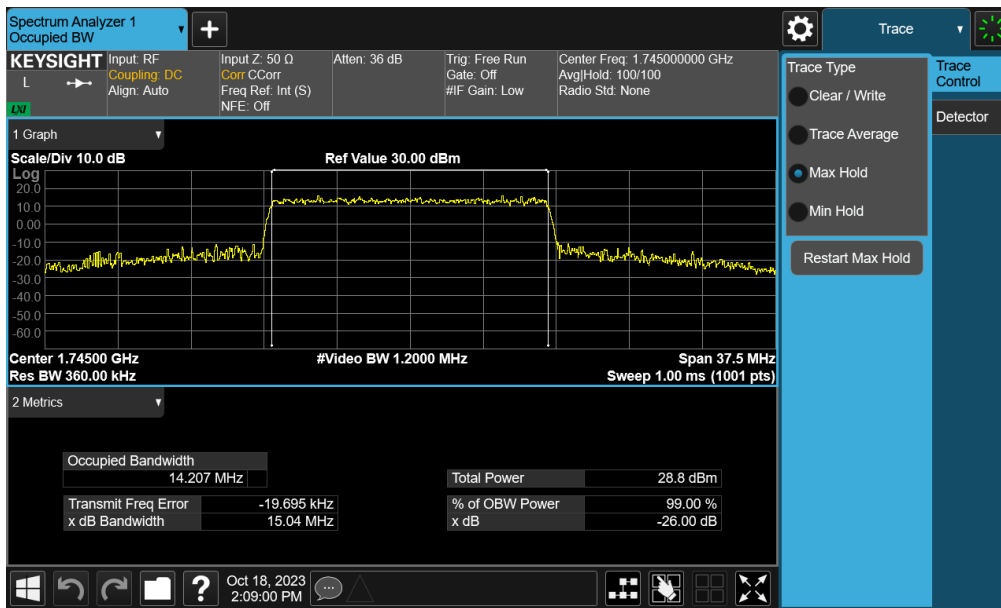 Spectrum Analyzer 1
Occupied BW
Trace
KEYSIGHT
L
LXI
Input: RF
Coupling: DC
Align: Auto
Input Z: 50 Ω
Corr CCorr
Freq Ref: Int (S)
NFE: Off
Atten: 36 dB
Trig: Free Run
Gate: Off
#IF Gain: Low
Center Freq: 1.745000000 GHz
Avg|Hold: 100/100
Radio Std: None
Trace Type
Clear / Write
Trace Average
Max Hold
Min Hold
Restart Max Hold
Trace
Control
Detector
1 Graph
Scale/Div 10.0 dB
Ref Value 30.00 dBm
Log
20.0
10.0
0.00
-10.0
-20.0
-30.0
-40.0
-50.0
-60.0
Center 1.74500 GHz
#Video BW 1.2000 MHz
Span 37.5 MHz
Res BW 360.00 kHz
Sweep 1.00 ms (1001 pts)
2 Metrics
Occupied Bandwidth
14.207 MHz
Total Power 28.8 dBm
Transmit Freq Error -19.695 kHz
% of OBW Power 99.00 %
x dB Bandwidth 15.04 MHz
x dB -26.00 dB
?
Oct 18, 2023
2:09:00 PM